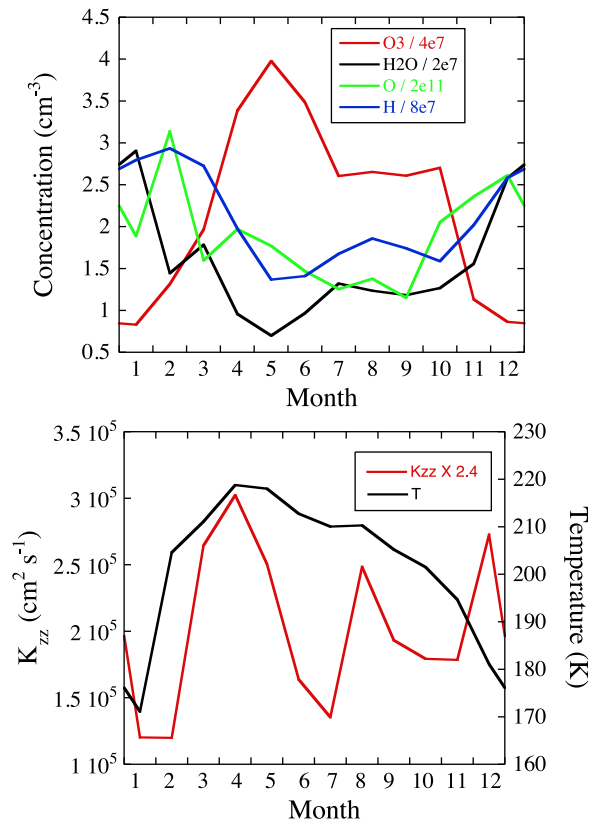 O3 / 4e7
H2O / 2e7
O / 2e11
H / 8e7
4.5
4
3.5
3
2.5
2
1.5
1
0.5
Concentration (cm⁻³)
1 2 3 4 5 6 7 8 9 10 11 12
Month
3.5 10⁵
3 10⁵
2.5 10⁵
2 10⁵
1.5 10⁵
1 10⁵
K_zz (cm² s⁻¹)
Kzz X 2.4
T
230
220
210
200
190
180
170
160
Temperature (K)
1 2 3 4 5 6 7 8 9 10 11 12
Month